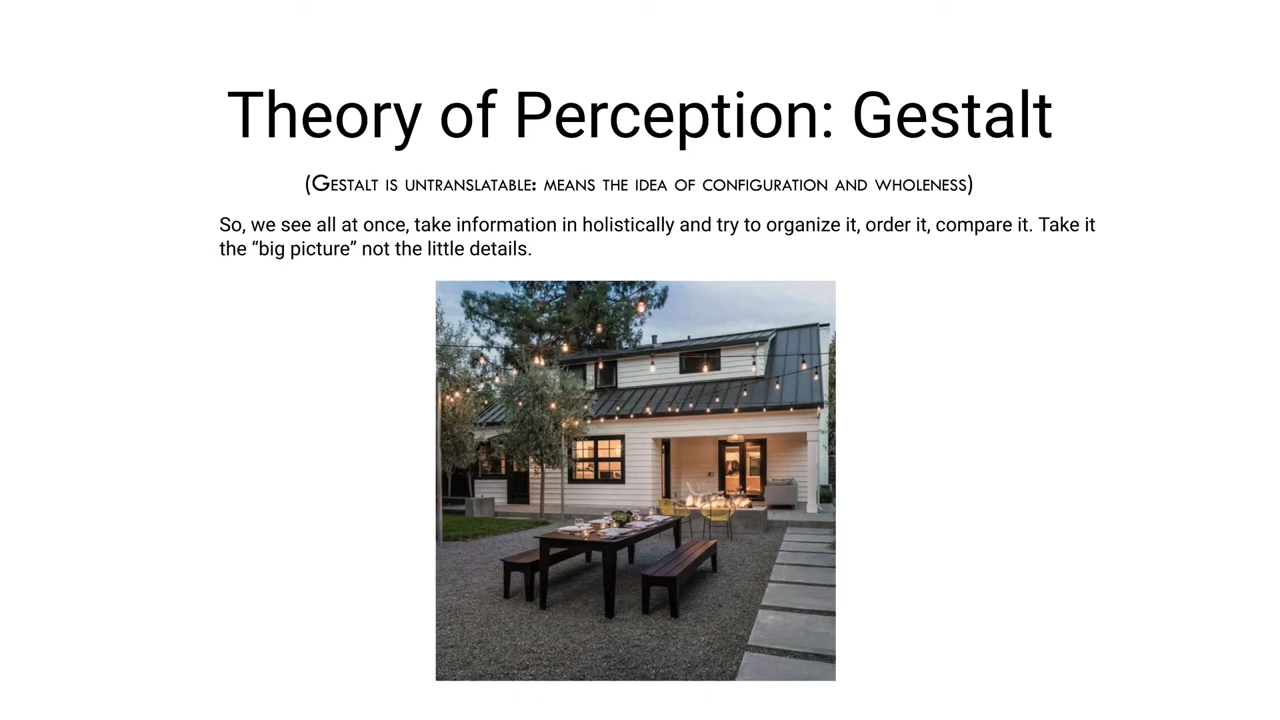 Theory of Perception: Gestalt
(Gestalt is untranslatable: means the idea of configuration and wholeness)
So, we see all at once, take information in holistically and try to organize it, order it, compare it. Take it
the “big picture” not the little details.